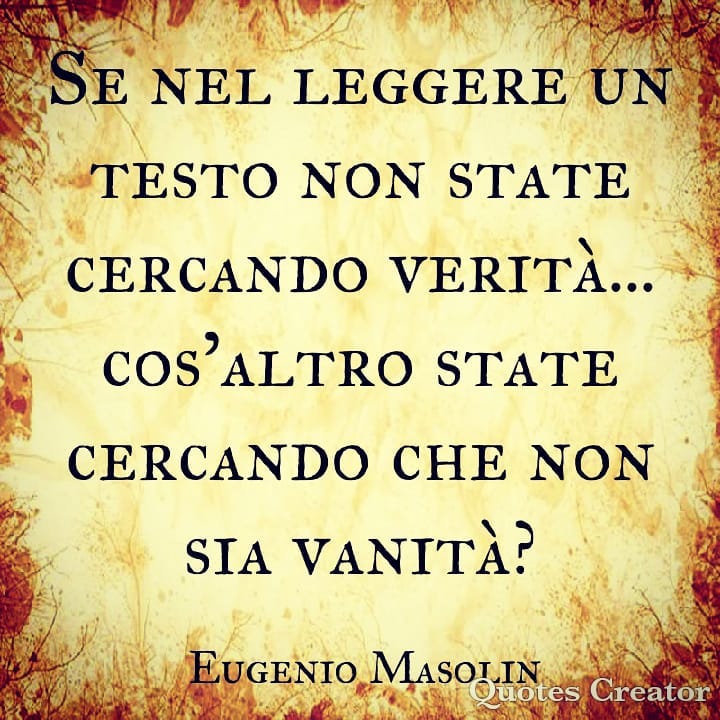 Se nel leggere un
testo non state
cercando verità...
cos'altro state
cercando che non
sia vanità?
Eugenio Masolin
Quotes Creator